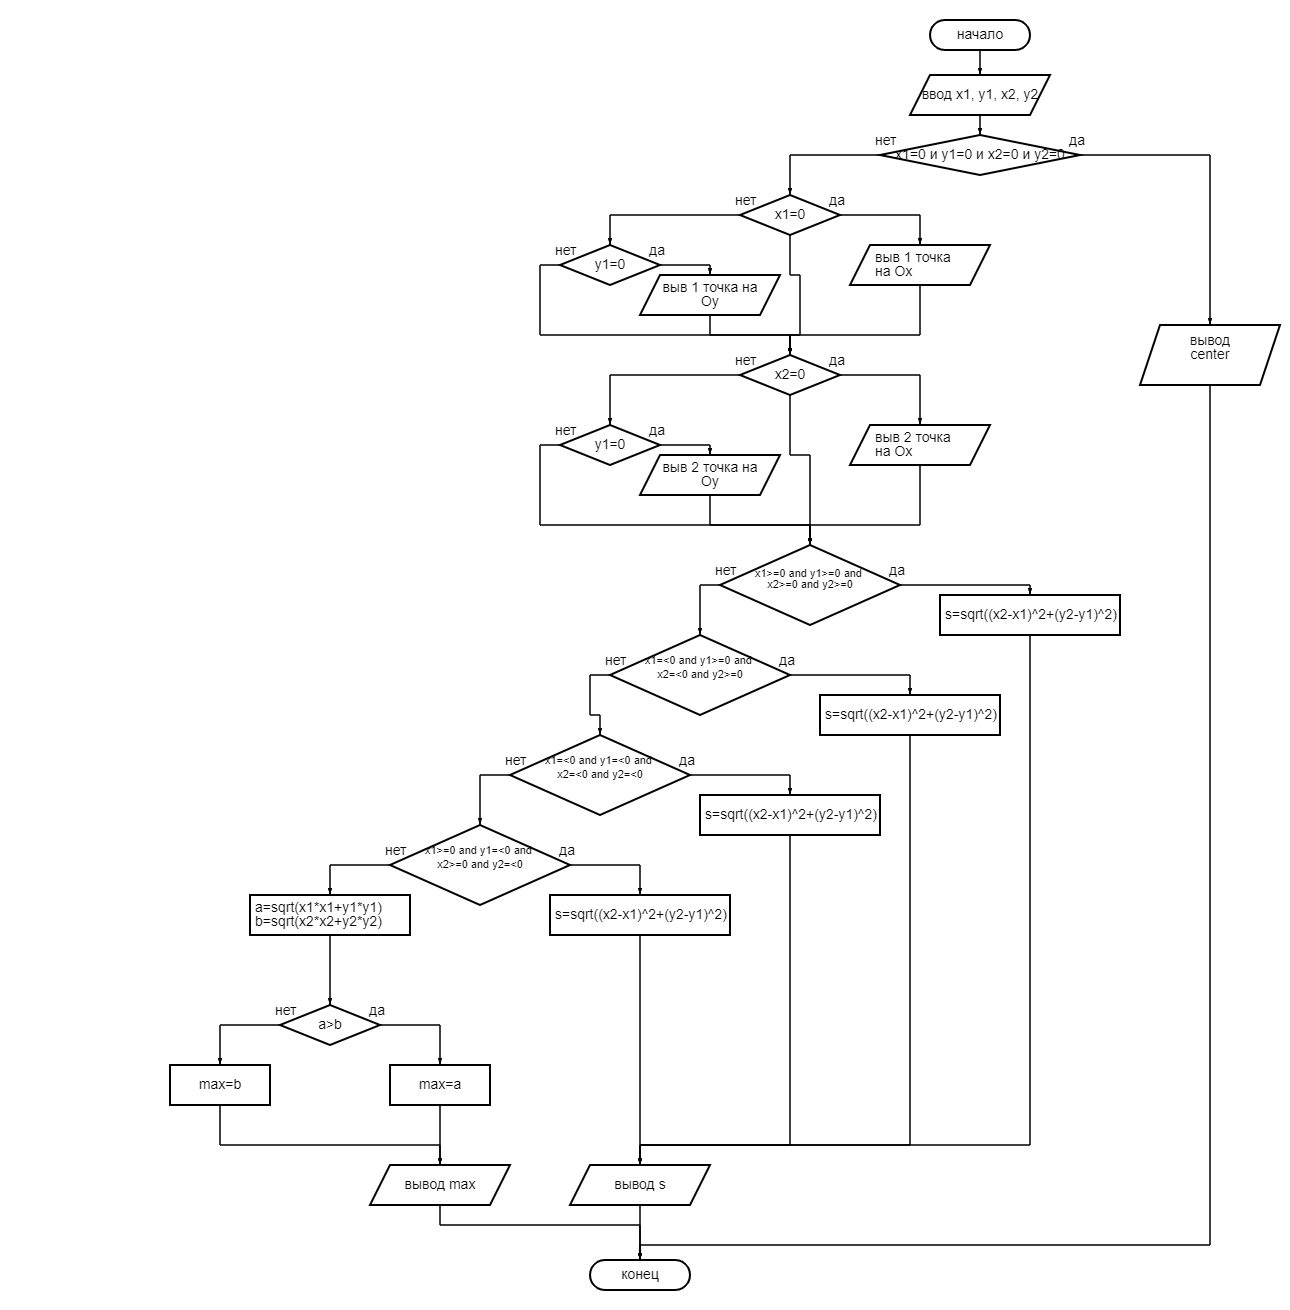 начало
ввод x1, y1, x2, y2
нет
да
x1=0 и y1=0 и x2=0 и y2=0
нет
да
x1=0
нет
да
y1=0
выв 1 точка
на Ox
выв 1 точка на
Oy
вывод
center
нет
да
x2=0
нет
да
y1=0
выв 2 точка
на Ox
выв 2 точка на
Oy
нет
да
x1>=0 and y1>=0 and
x2>=0 and y2>=0
s=sqrt((x2-x1)^2+(y2-y1)^2)
нет
да
x1=<0 and y1>=0 and
x2=<0 and y2>=0
s=sqrt((x2-x1)^2+(y2-y1)^2)
нет
да
x1=<0 and y1=<0 and
x2=<0 and y2=<0
s=sqrt((x2-x1)^2+(y2-y1)^2)
нет
да
x1>=0 and y1=<0 and
x2>=0 and y2=<0
a=sqrt(x1*x1+y1*y1)
b=sqrt(x2*x2+y2*y2)
s=sqrt((x2-x1)^2+(y2-y1)^2)
нет
да
a>b
max=b
max=a
вывод max
вывод s
конец